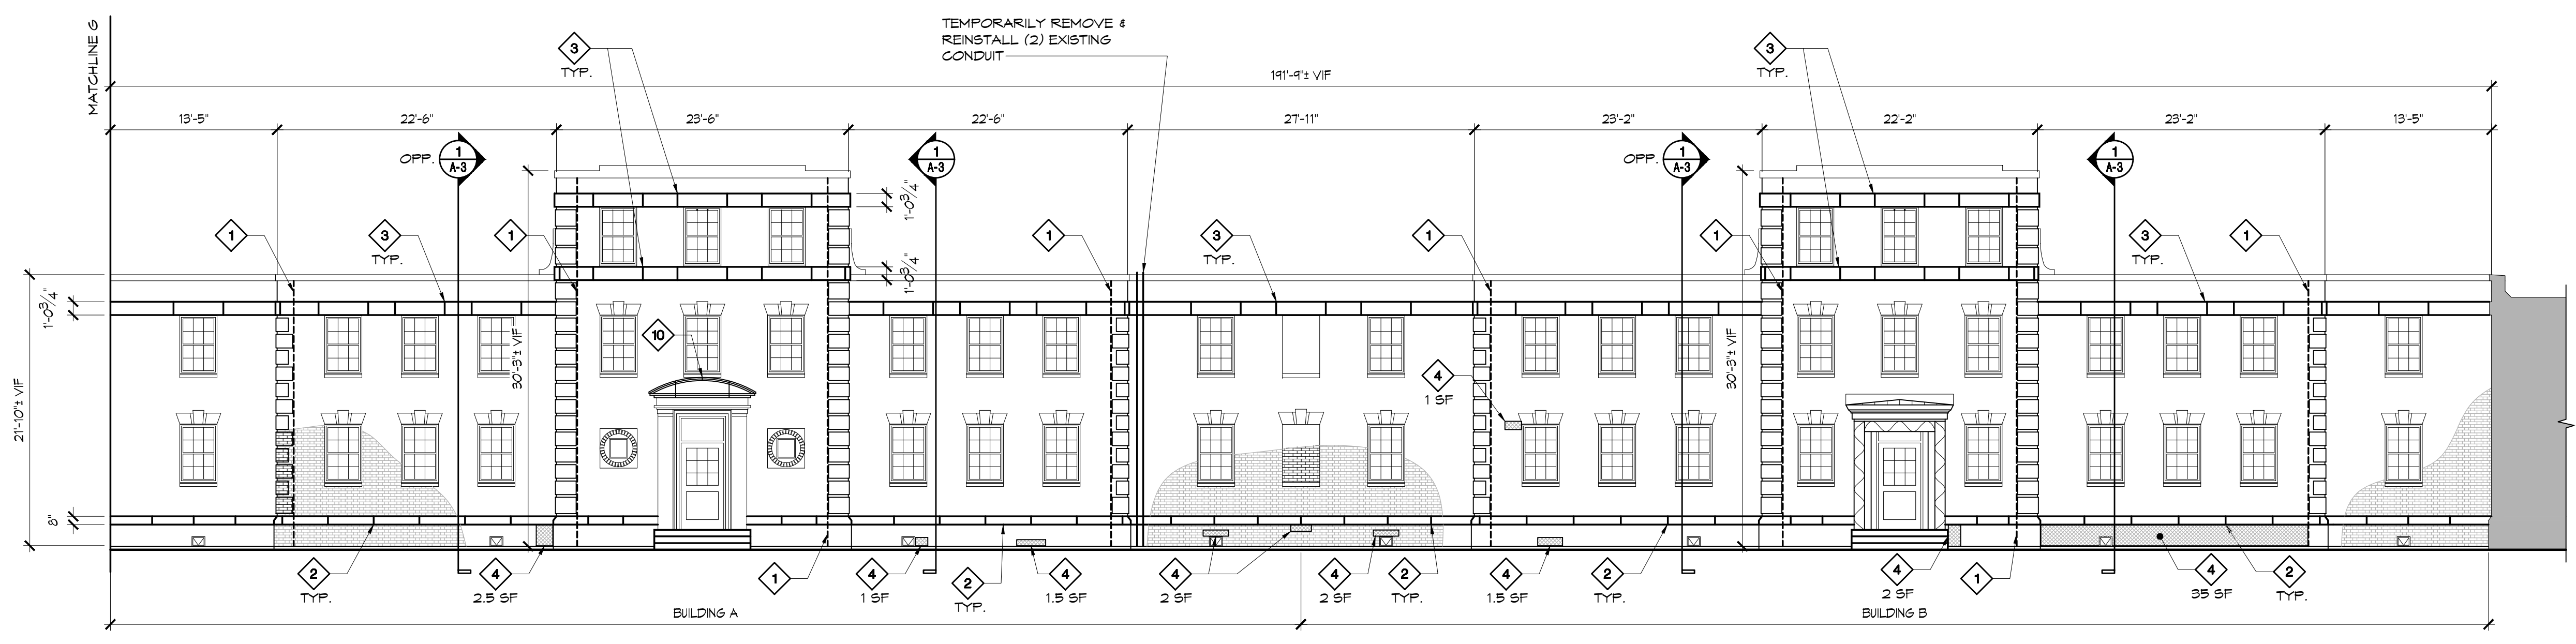 MATCHLINE G
TEMPORARILY REMOVE &
REINSTALL (2) EXISTING
CONDUIT
3
TYP.
3
TYP.
191'-9"± VIF
13'-5"
22'-6"
23'-6"
22'-6"
27'-11"
23'-2"
22'-2"
23'-2"
13'-5"
OPP.
1
A-3
1
A-3
OPP.
1
A-3
1
A-3
1'-0¾"
1'-0¾"
1
3
TYP.
1
1
3
TYP.
1
1
3
TYP.
1
1'-0¾"
21'-10"± VIF
8"
30'-3"± VIF
30'-3"± VIF
10
4
1 SF
2
TYP.
4
2.5 SF
1
4
1 SF
2
TYP.
4
1.5 SF
4
2 SF
4
2 SF
2
TYP.
4
1.5 SF
2
TYP.
4
2 SF
1
4
35 SF
2
TYP.
BUILDING A
BUILDING B